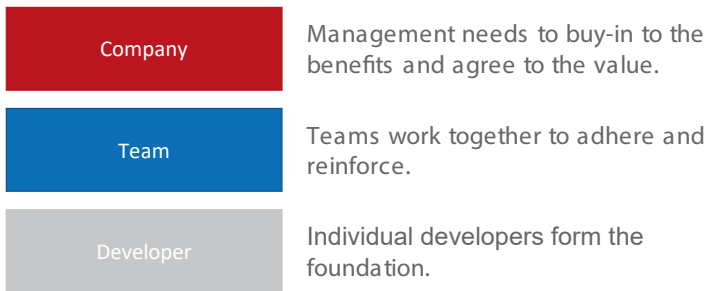 Company
Management needs to buy-in to the
benefits and agree to the value.
Team
Teams work together to adhere and
reinforce.
Developer
Individual developers form the
foundation.